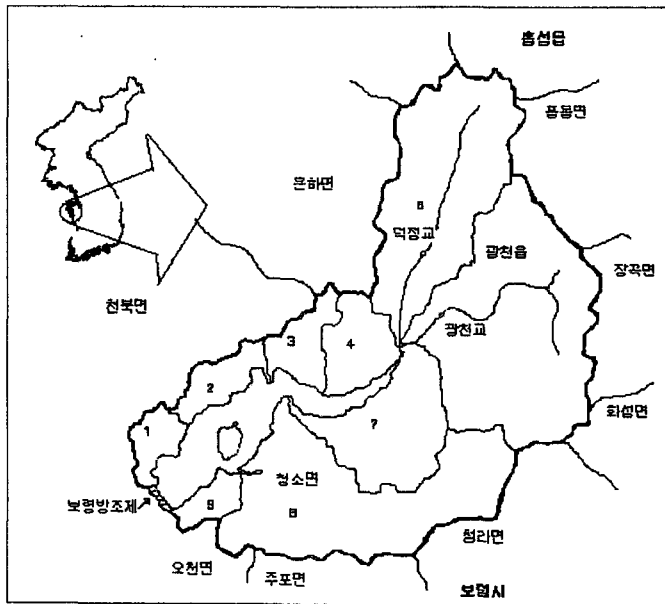 홍성읍
홍동면
은하면
6
덕정교
광천읍
장곡면
천북면
광천교
3
4
2
화성면
1
7
청소면
보령방조제
9
8
청라면
오천면
주포면
보령시